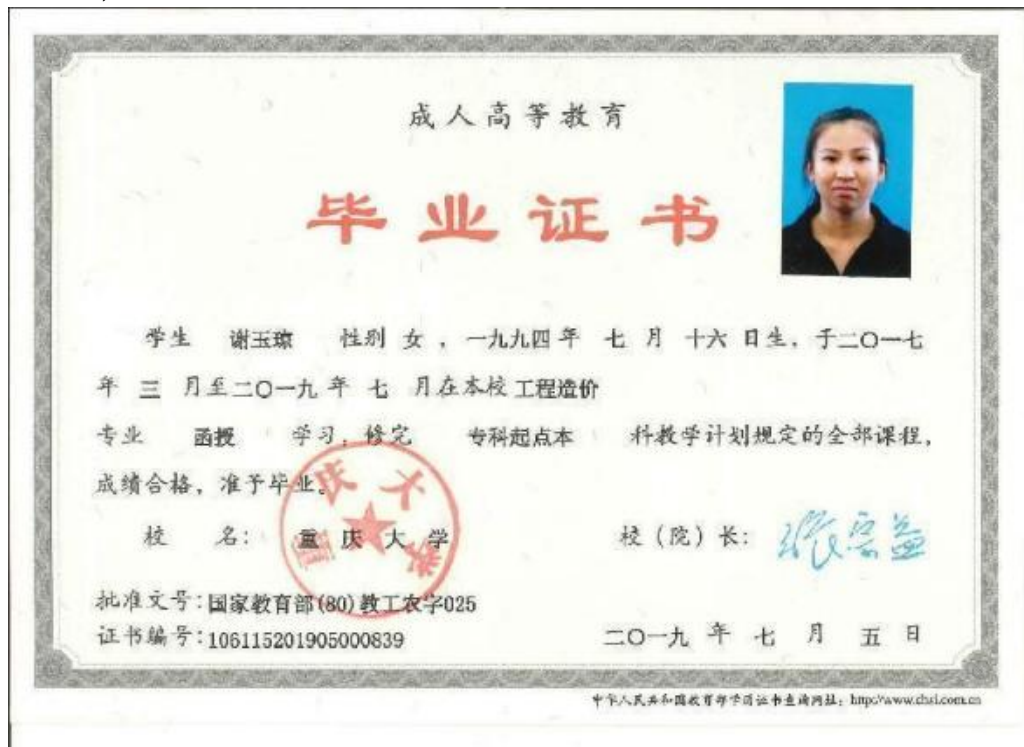 成人高等教育
毕业证书
学生 谢玉琼 性别 女 , 一九九四 年 七 月 十六 日生, 于二〇一七
年 三 月至二〇一九 年 七 月在本校 工程造价
专业 函授 学习, 修完 专科起点本 科教学计划规定的全部课程,
成绩合格, 准予毕业。
校 名: 重庆大学 校(院)长: 张宗益
重庆大学
批准文号:国家教育部(80)教工农字025
证书编号:106115201905000839 二〇一九 年 七 月 五 日
中华人民共和国教育部学历证书查询网址: http://www.chsi.com.cn